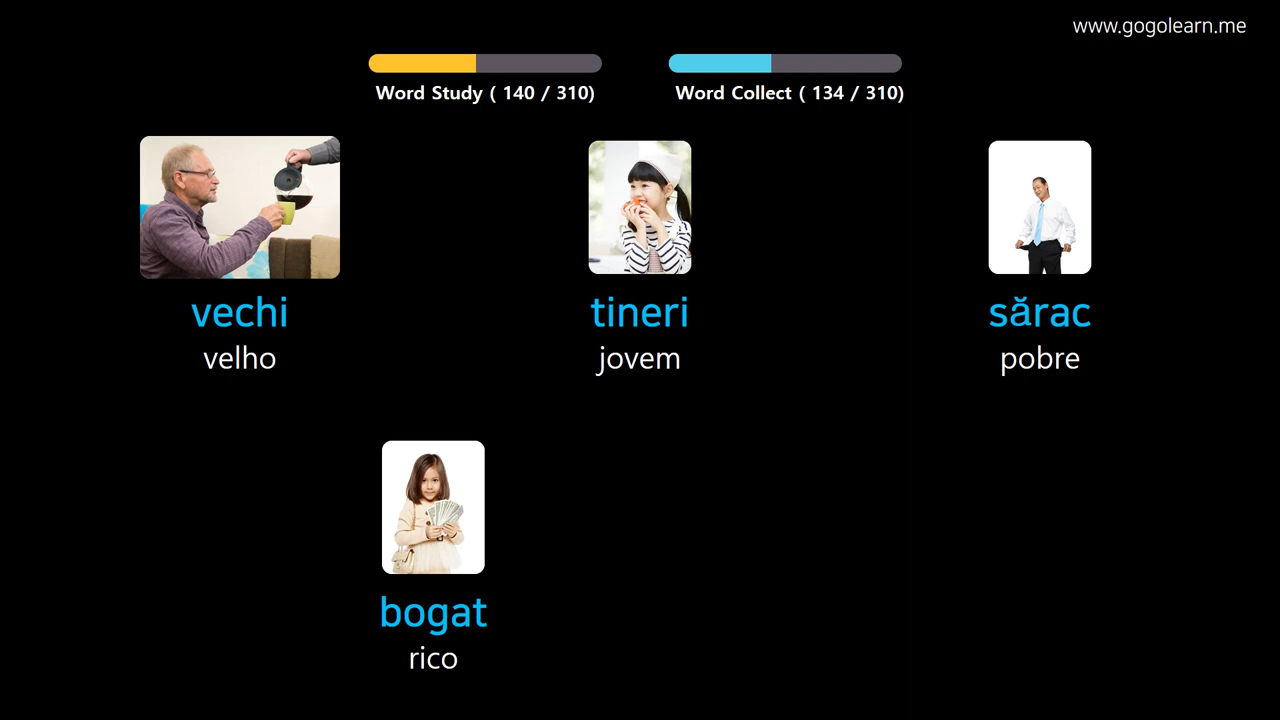 www.gogolearn.me
Word Study ( 140 / 310)
Word Collect ( 134 / 310)
vechi
velho
tineri
jovem
sărac
pobre
bogat
rico